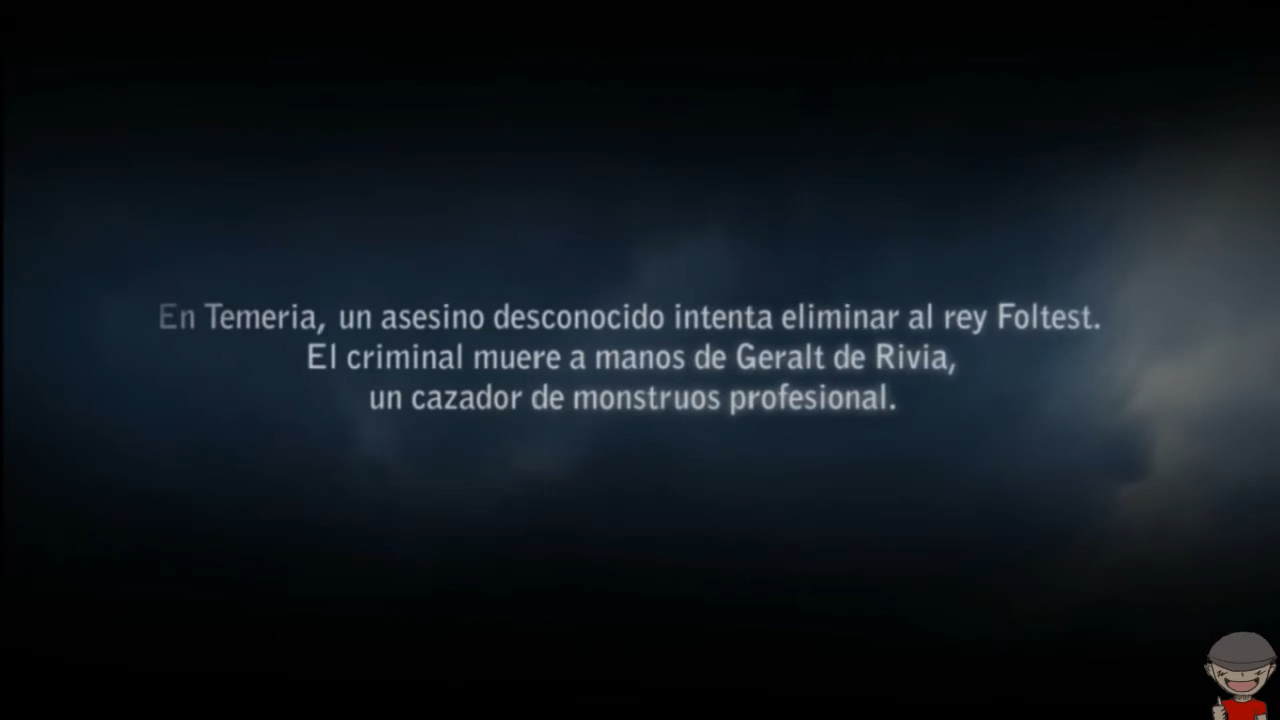 En Temeria, un asesino desconocido intenta eliminar al rey Foltest.
El criminal muere a manos de Geralt de Rivia,
un cazador de monstruos profesional.